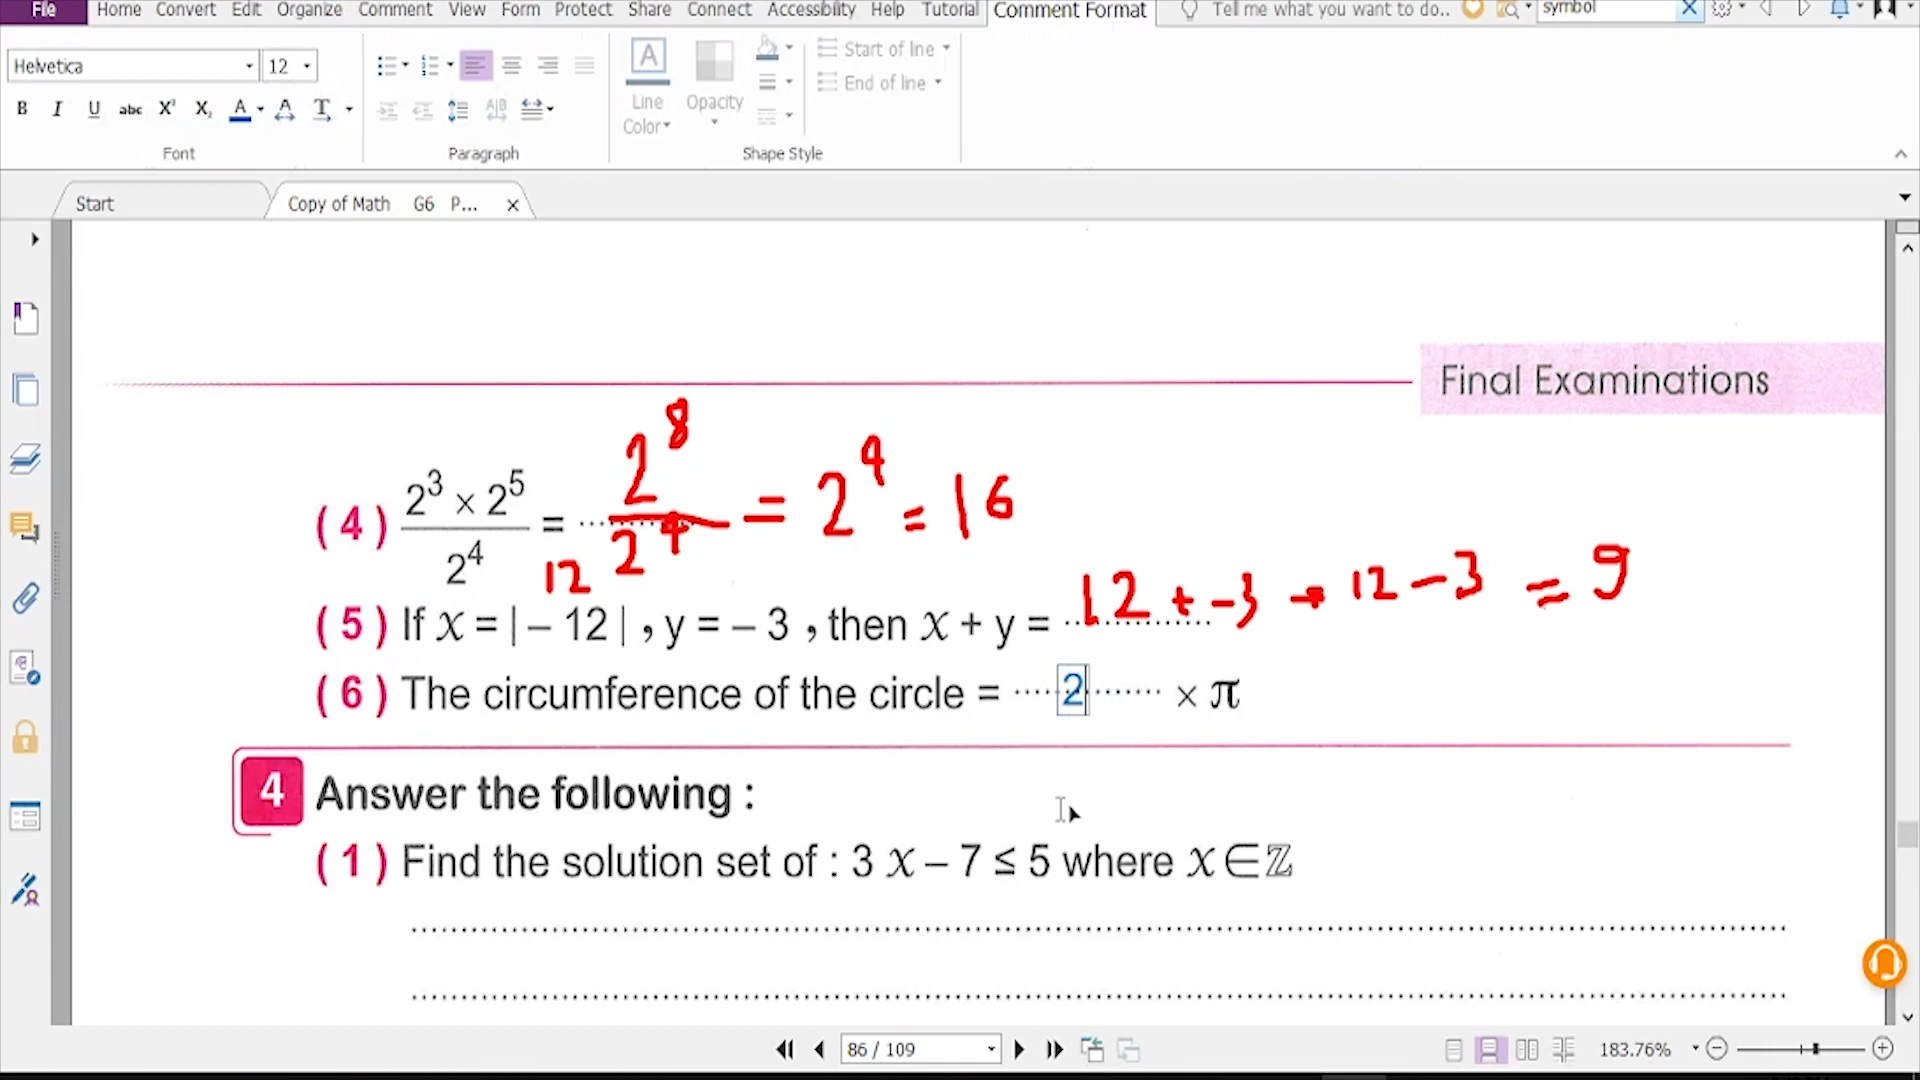 File Home Convert Edit Organize Comment View Form Protect Share Connect Accessibility Help Tutorial Comment Format Tell me what you want to do.. symbol
Helvetica 12 Start of line
End of line
B I U abc X² X₂ A A T A|B Line Color Opacity
Font Paragraph Shape Style
Start Copy of Math G6 P...
Final Examinations
(4) 2³ × 2⁵ / 2⁴ = 2⁸ / 2⁴ = 2⁴ = 16
12
(5) If x = |– 12|, y = – 3, then x + y = 12 + -3 → 12 - 3 = 9
(6) The circumference of the circle = 2 × π
4 Answer the following :
(1) Find the solution set of : 3 x – 7 ≤ 5 where x ∈ ℤ
86 / 109 183.76%